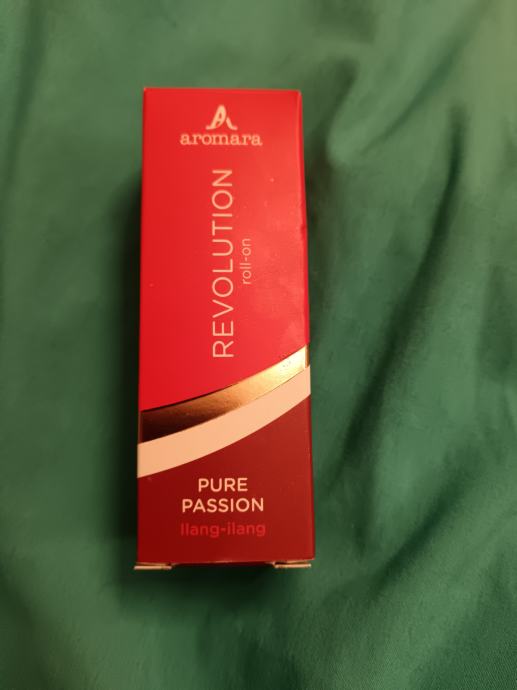 aromara
REVOLUTION
roll-on
PURE
PASSION
Ilang-ilang